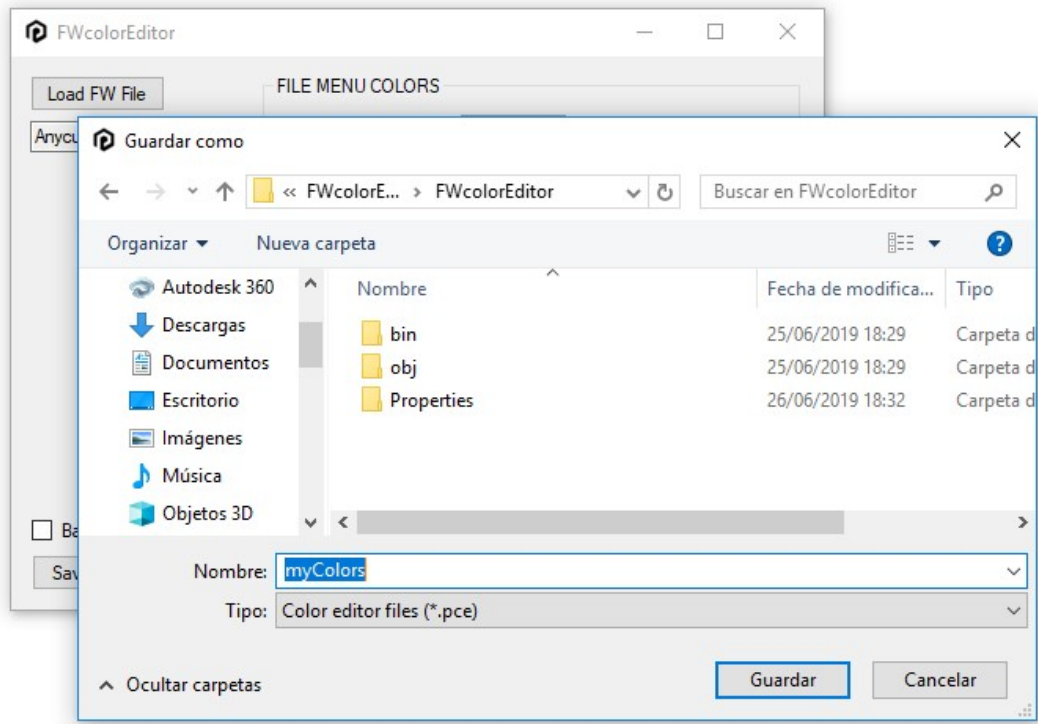 FWcolorEditor
Load FW File
FILE MENU COLORS
Guardar como
« FWcolorE... > FWcolorEditor
Buscar en FWcolorEditor
Organizar
Nueva carpeta
Autodesk 360
Descargas
Documentos
Escritorio
Imágenes
Música
Objetos 3D
Nombre
Fecha de modifica...
Tipo
bin
25/06/2019 18:29
Carpeta d
obj
25/06/2019 18:29
Carpeta d
Properties
26/06/2019 18:32
Carpeta d
Nombre: myColors
Tipo: Color editor files (*.pce)
Ocultar carpetas
Guardar
Cancelar